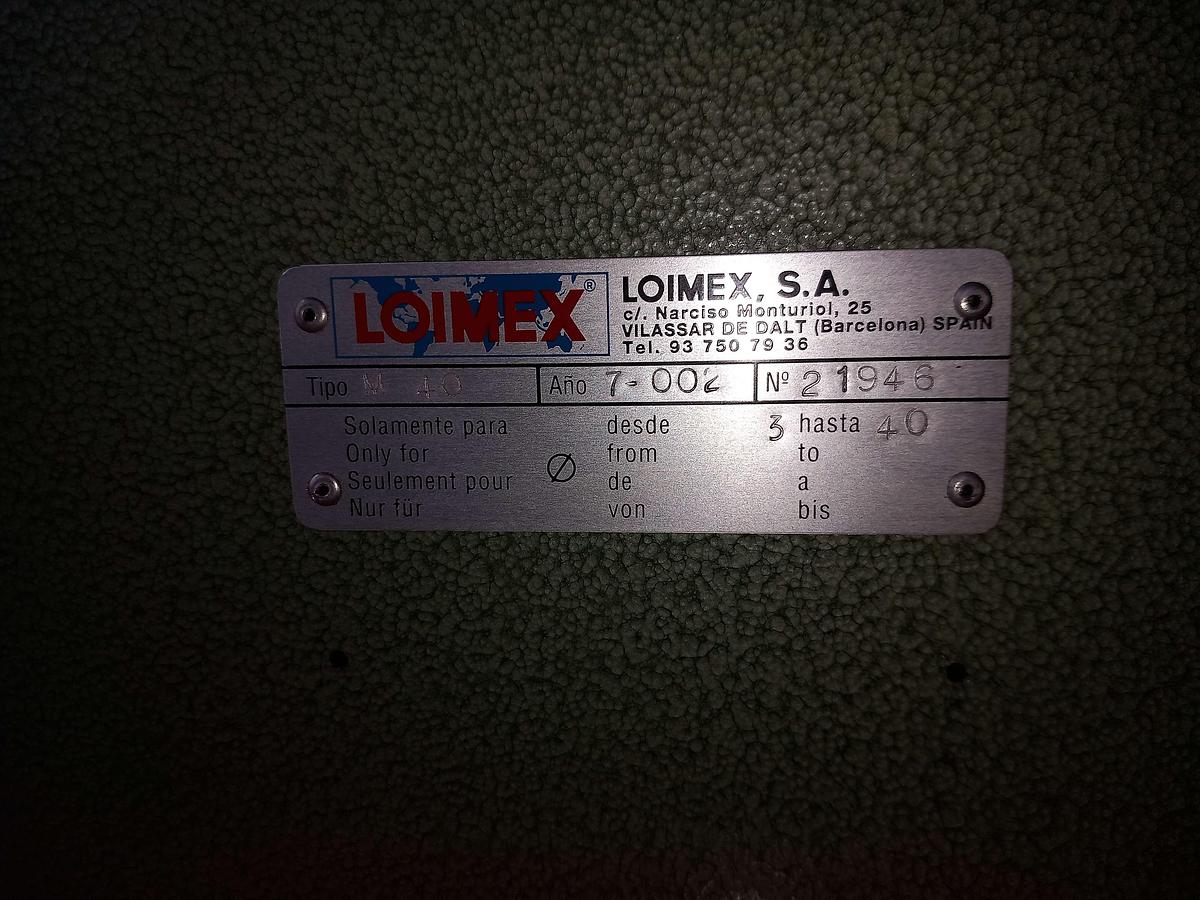 LOIMEX®
LOIMEX, S.A.
c/. Narciso Monturiol, 25
VILASSAR DE DALT (Barcelona) SPAIN
Tel. 93 750 79 36
Tipo M 40 Año 7-002 Nº 21946
Solamente para desde 3 hasta 40
Only for Ø from to
Seulement pour de a
Nur für von bis